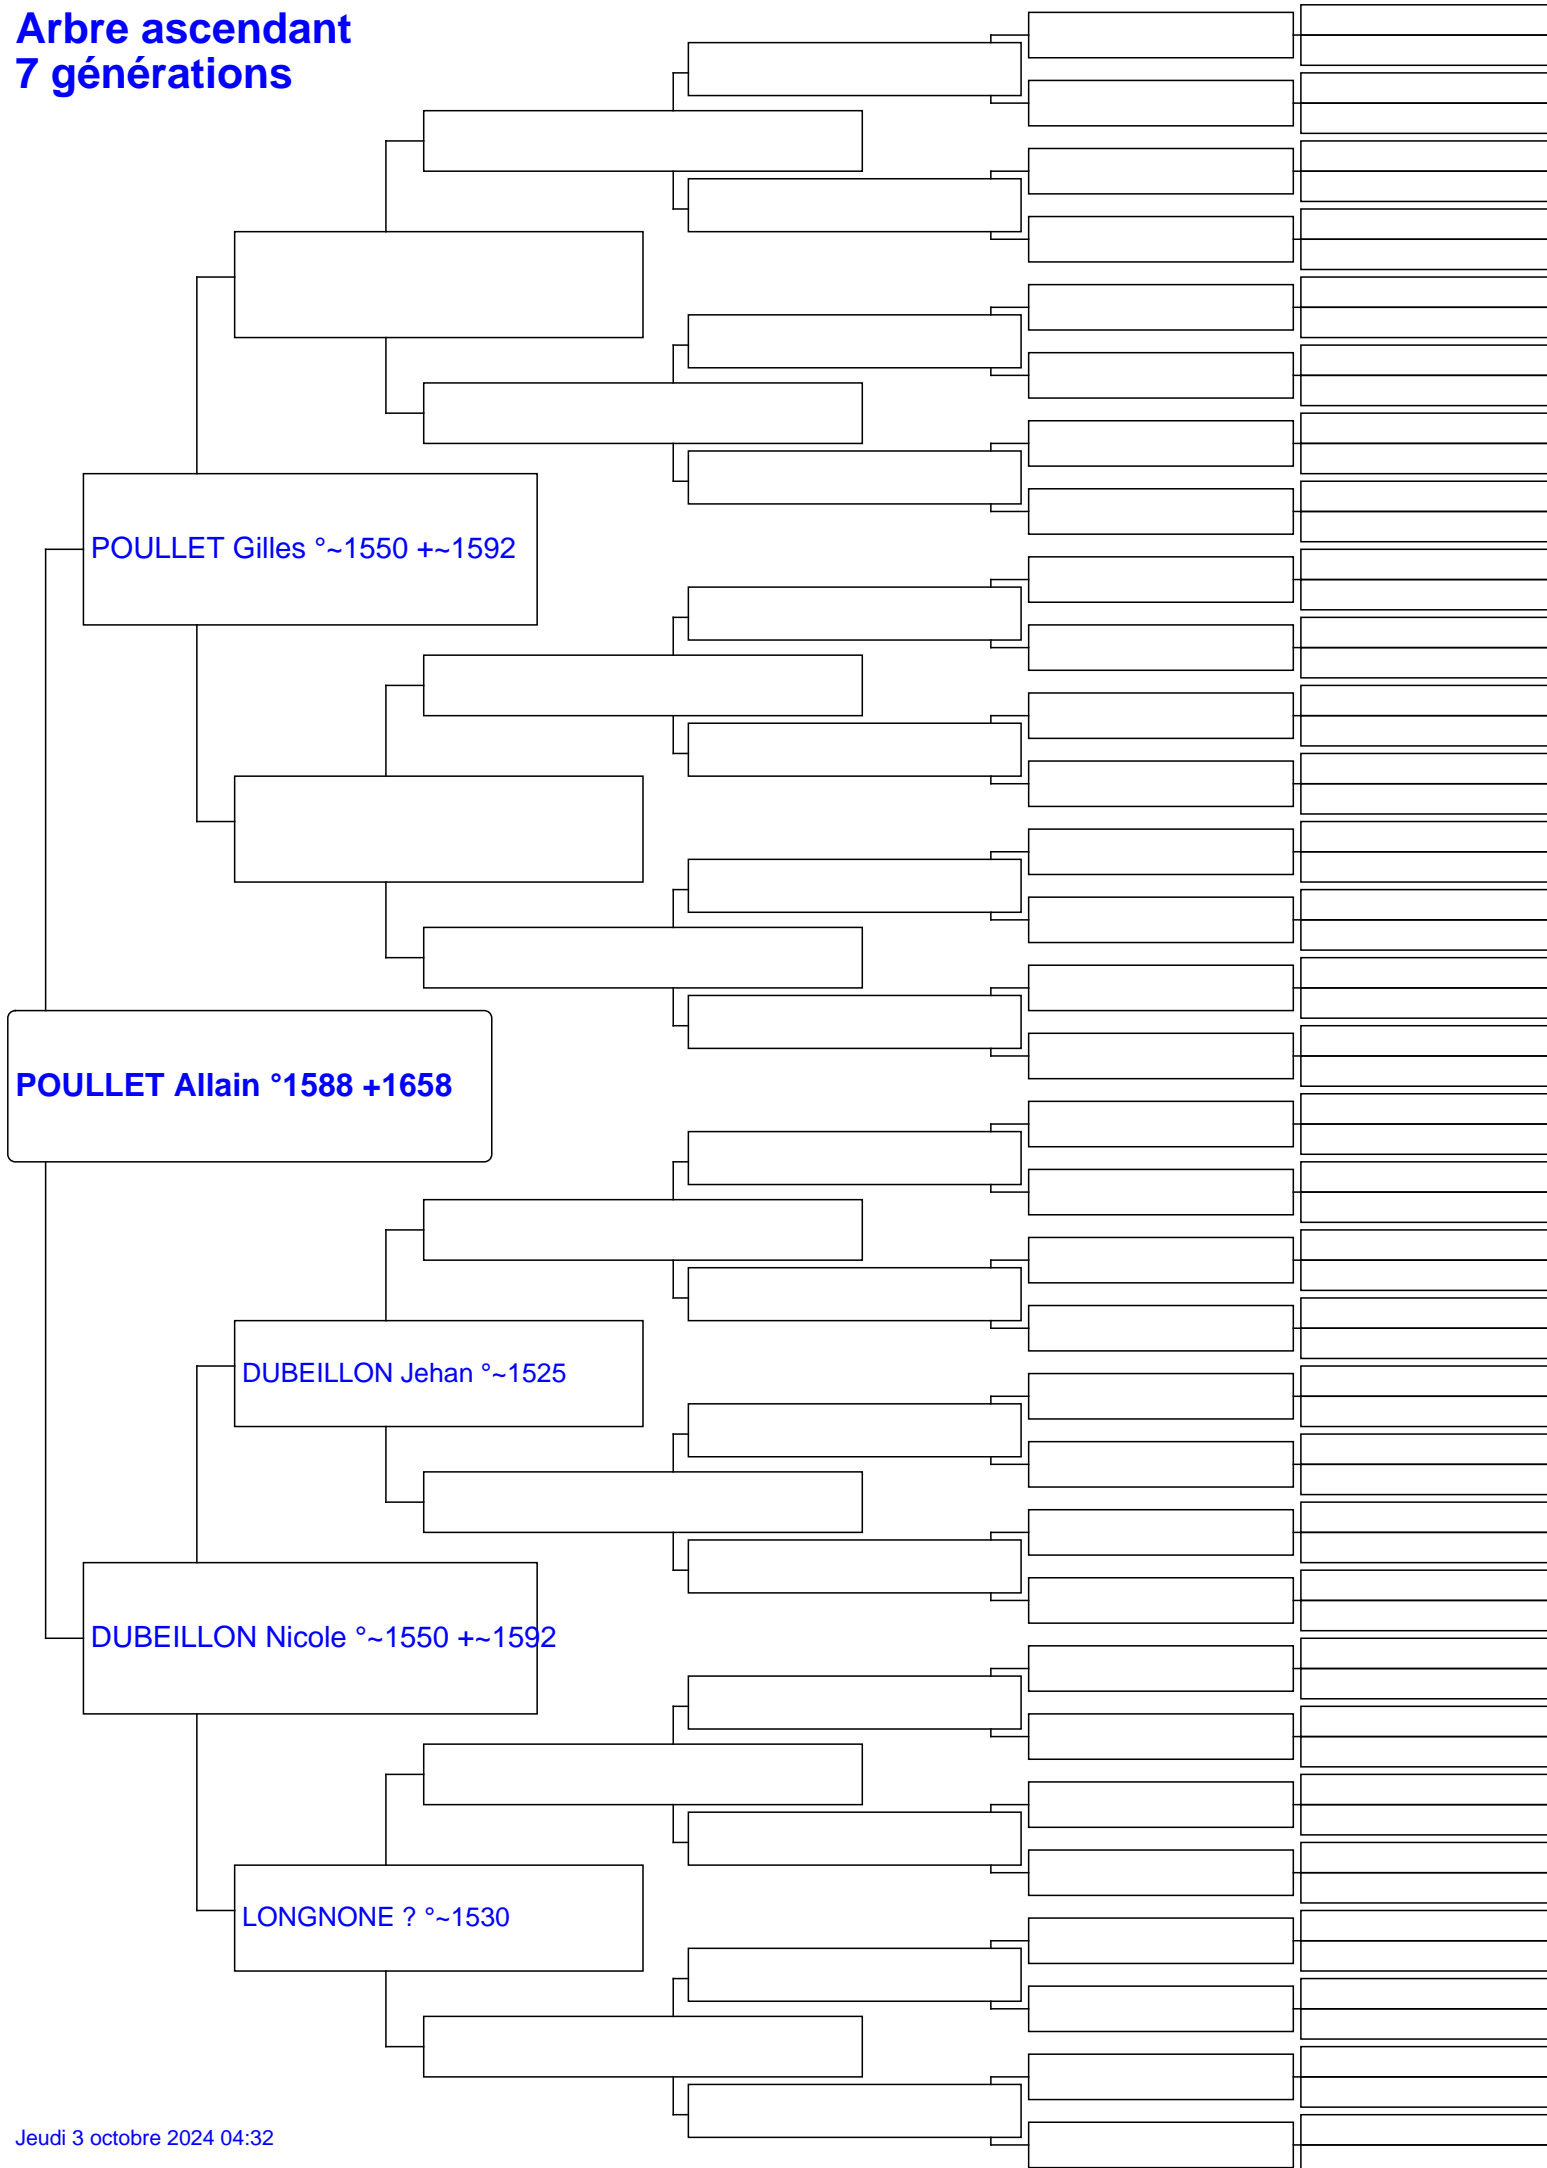 Arbre ascendant
7 générations
POULLET Gilles °~1550 +~1592
POULLET Allain °1588 +1658
DUBEILLON Jehan °~1525
DUBEILLON Nicole °~1550 +~1592
LONGNONE ? °~1530
Jeudi 3 octobre 2024 04:32